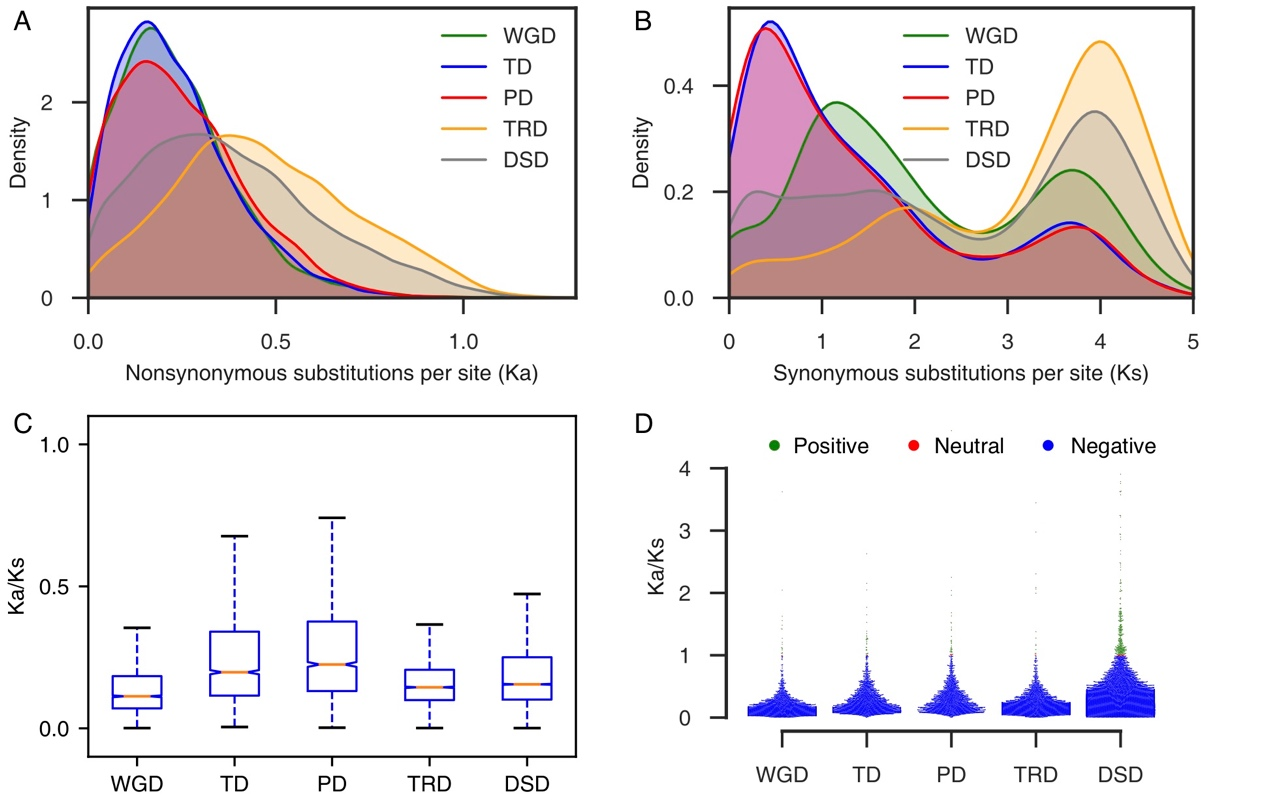 A
Density
2
1
0
0.0 0.5 1.0
Nonsynonymous substitutions per site (Ka)
WGD
TD
PD
TRD
DSD
B
Density
0.4
0.2
0.0
0 1 2 3 4 5
Synonymous substitutions per site (Ks)
WGD
TD
PD
TRD
DSD
C
Ka/Ks
1.0
0.5
0.0
WGD TD PD TRD DSD
D
Positive Neutral Negative
Ka/Ks
4
3
2
1
0
WGD TD PD TRD DSD